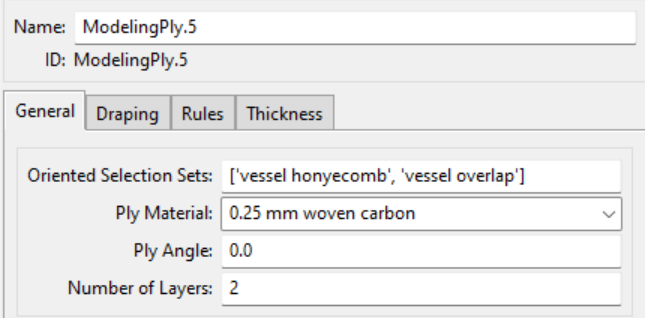 Name: ModelingPly.5
ID: ModelingPly.5
General Draping Rules Thickness
Oriented Selection Sets: ['vessel honyecomb', 'vessel overlap']
Ply Material: 0.25 mm woven carbon
Ply Angle: 0.0
Number of Layers: 2